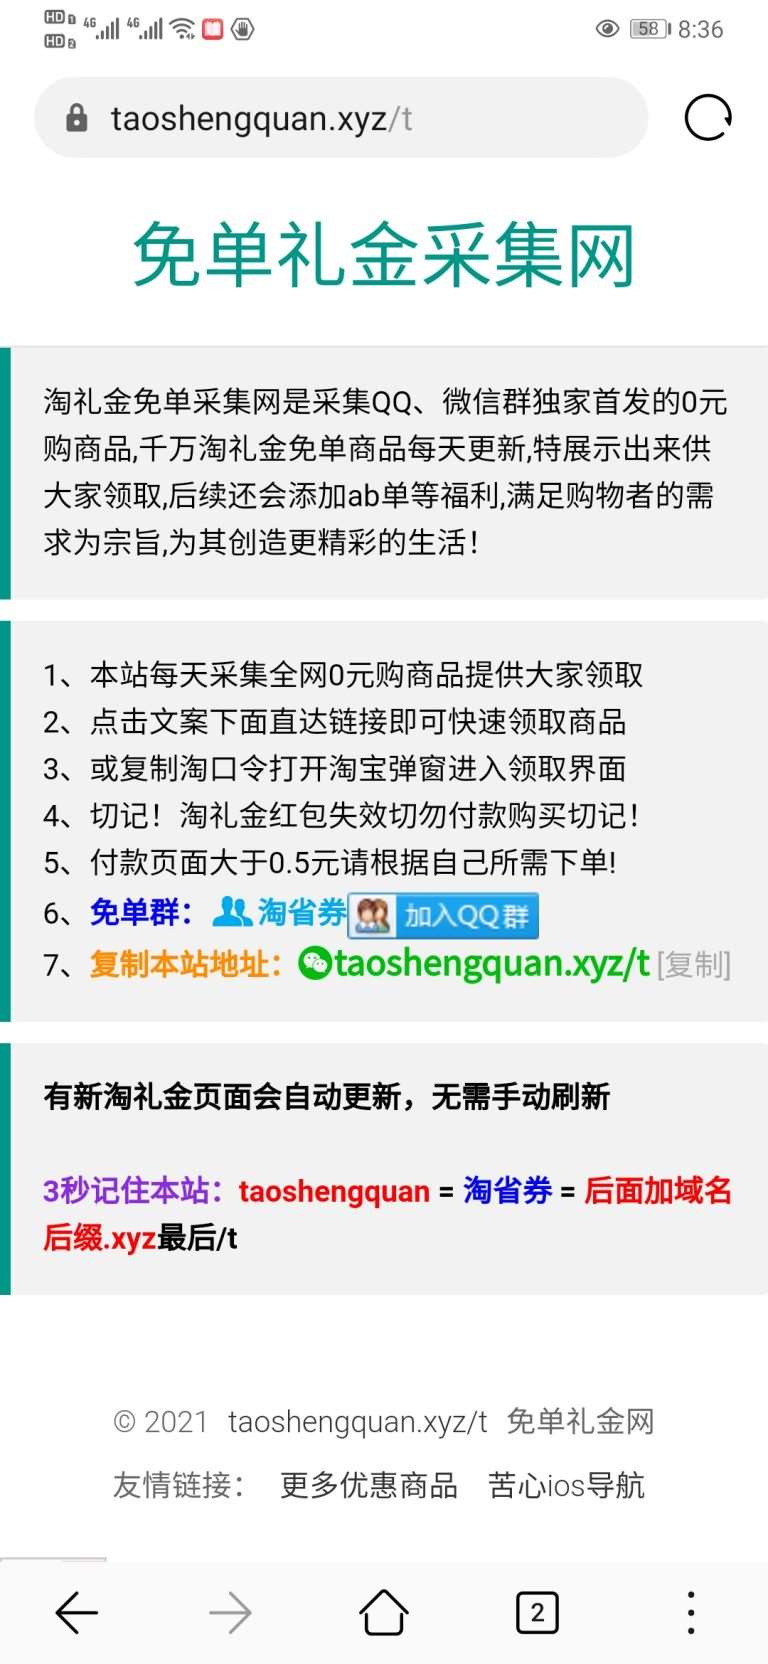 HD 1 4G 4G 58 8:36
HD 2
taoshengquan.xyz/t
免单礼金采集网
淘礼金免单采集网是采集QQ、微信群独家首发的0元
购商品,千万淘礼金免单商品每天更新,特展示出来供
大家领取,后续还会添加ab单等福利,满足购物者的需
求为宗旨,为其创造更精彩的生活!
1、本站每天采集全网0元购商品提供大家领取
2、点击文案下面直达链接即可快速领取商品
3、或复制淘口令打开淘宝弹窗进入领取界面
4、切记！淘礼金红包失效切勿付款购买切记！
5、付款页面大于0.5元请根据自己所需下单!
6、免单群：淘省券 加入QQ群
7、复制本站地址：taoshengquan.xyz/t [复制]
有新淘礼金页面会自动更新，无需手动刷新
3秒记住本站：taoshengquan = 淘省券 = 后面加域名
后缀.xyz最后/t
© 2021 taoshengquan.xyz/t 免单礼金网
友情链接： 更多优惠商品 苦心ios导航
2